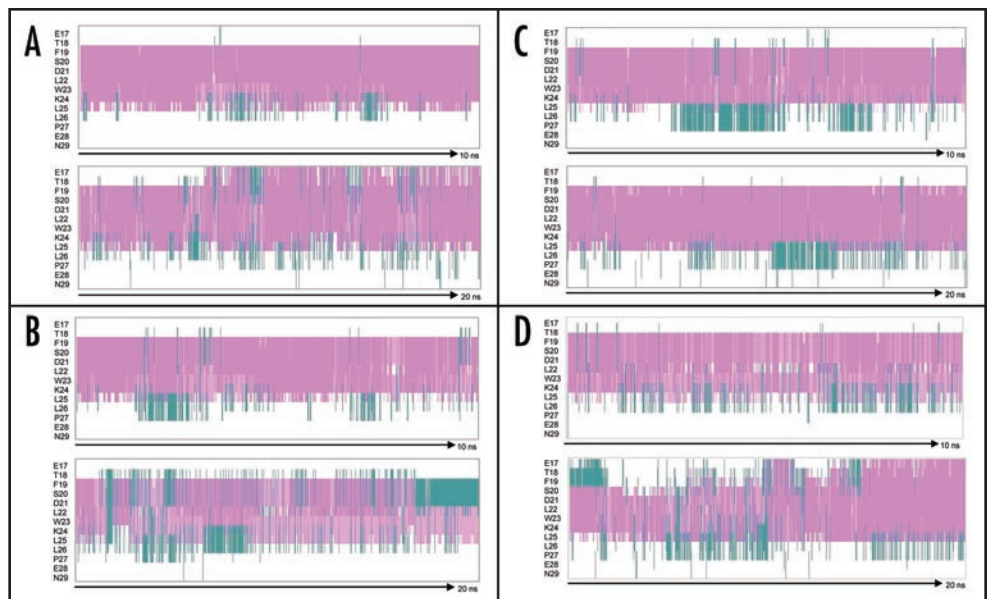 A
E17
T18
F19
S20
D21
L22
W23
K24
L25
L26
P27
E28
N29
10 ns
E17
T18
F19
S20
D21
L22
W23
K24
L25
L26
P27
E28
N29
20 ns
C
E17
T18
F19
S20
D21
L22
W23
K24
L25
L26
P27
E28
N29
10 ns
E17
T18
F19
S20
D21
L22
W23
K24
L25
L26
P27
E28
N29
20 ns
B
E17
T18
F19
S20
D21
L22
W23
K24
L25
L26
P27
E28
N29
10 ns
E17
T18
F19
S20
D21
L22
W23
K24
L25
L26
P27
E28
N29
20 ns
D
E17
T18
F19
S20
D21
L22
W23
K24
L25
L26
P27
E28
N29
10 ns
E17
T18
F19
S20
D21
L22
W23
K24
L25
L26
P27
E28
N29
20 ns